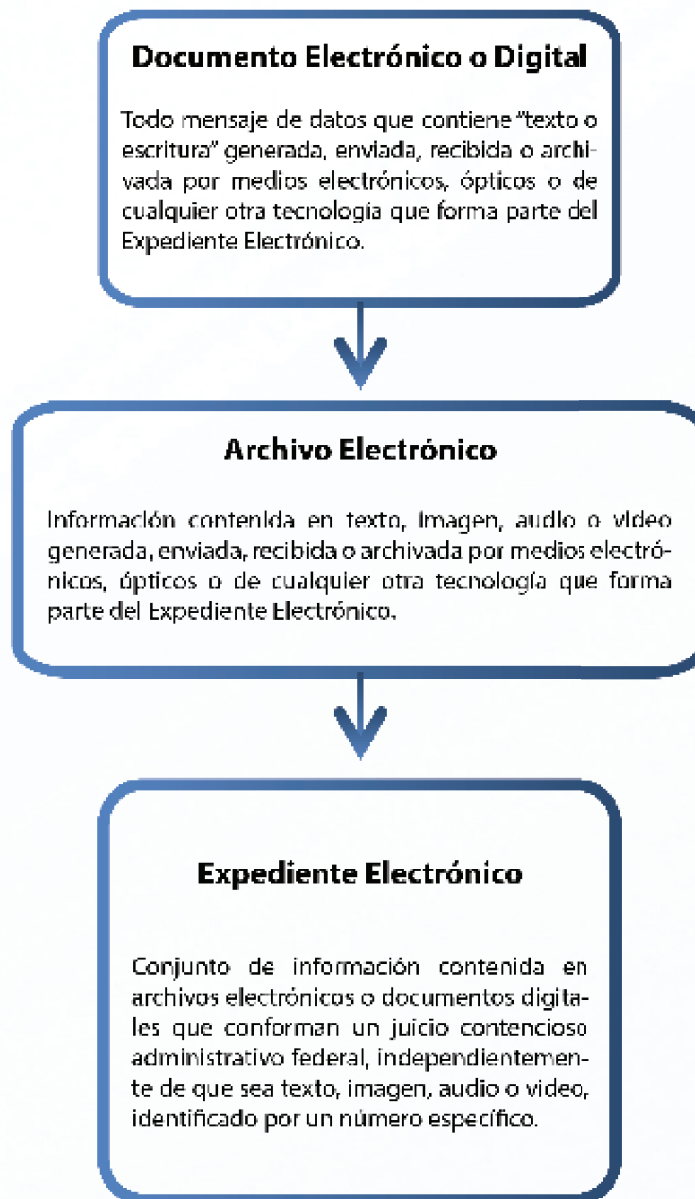 Documento Electrónico o Digital
Todo mensaje de datos que contiene "texto o
escritura" generada, enviada, recibida o archi-
vada por medios electrónicos, ópticos o de
cualquier otra tecnología que forma parte del
Expediente Electrónico.
Archivo Electrónico
Información contenida en texto, imagen, audio o video
generada, enviada, recibida o archivada por medios electró-
nicos, ópticos o de cualquier otra tecnología que forma
parte del Expediente Electrónico.
Expediente Electrónico
Conjunto de información contenida en
archivos electrónicos o documentos digita-
les que conforman un juicio contencioso
administrativo federal, independientemen-
te de que sea texto, imagen, audio o video,
identificado por un número específico.